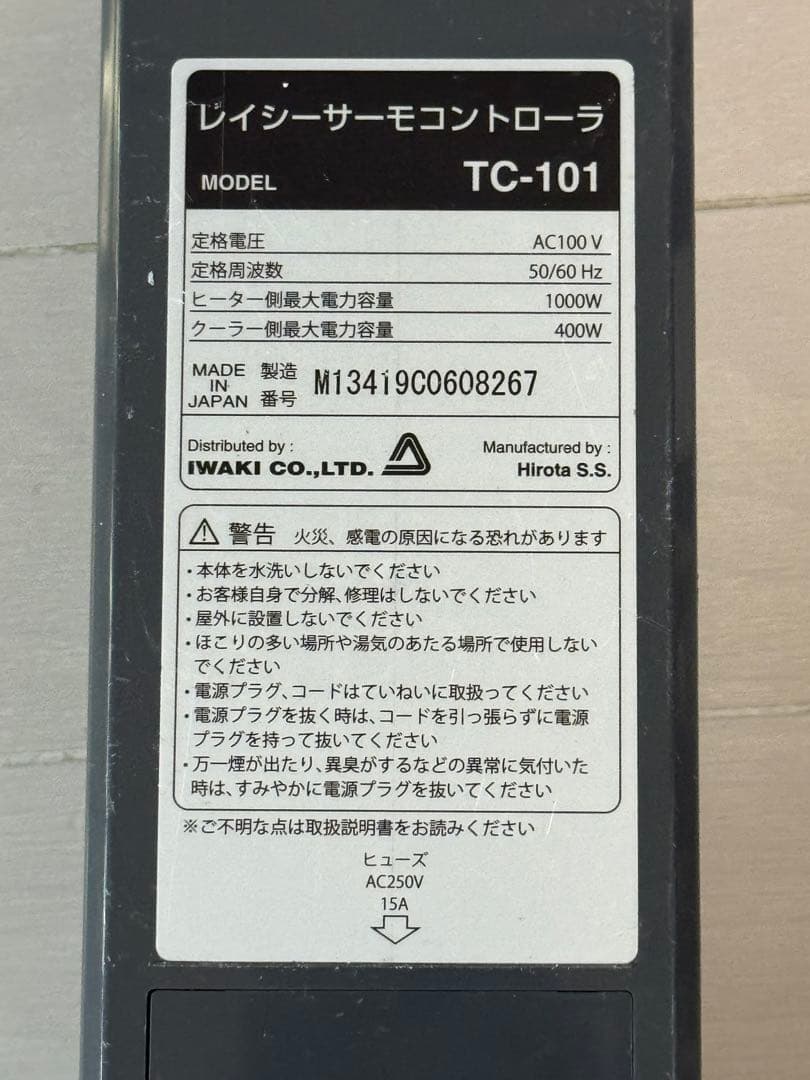 レイシーサーモコントローラ
MODEL TC-101
定格電圧 AC100 V
定格周波数 50/60 Hz
ヒーター側最大電力容量 1000W
クーラー側最大電力容量 400W
MADE IN JAPAN 製造番号 M13419C0608267
Distributed by : Manufactured by :
IWAKI CO.,LTD. Hirota S.S.
警告 火災、感電の原因になる恐れがあります
・本体を水洗いしないでください
・お客様自身で分解、修理はしないでください
・屋外に設置しないでください
・ほこりの多い場所や湯気のあたる場所で使用しない
でください
・電源プラグ、コードはていねいに取扱ってください
・電源プラグを抜く時は、コードを引っ張らずに電源
プラグを持って抜いてください
・万一煙が出たり、異臭がするなどの異常に気付いた
時は、すみやかに電源プラグを抜いてください
※ご不明な点は取扱説明書をお読みください
ヒューズ
AC250V
15A